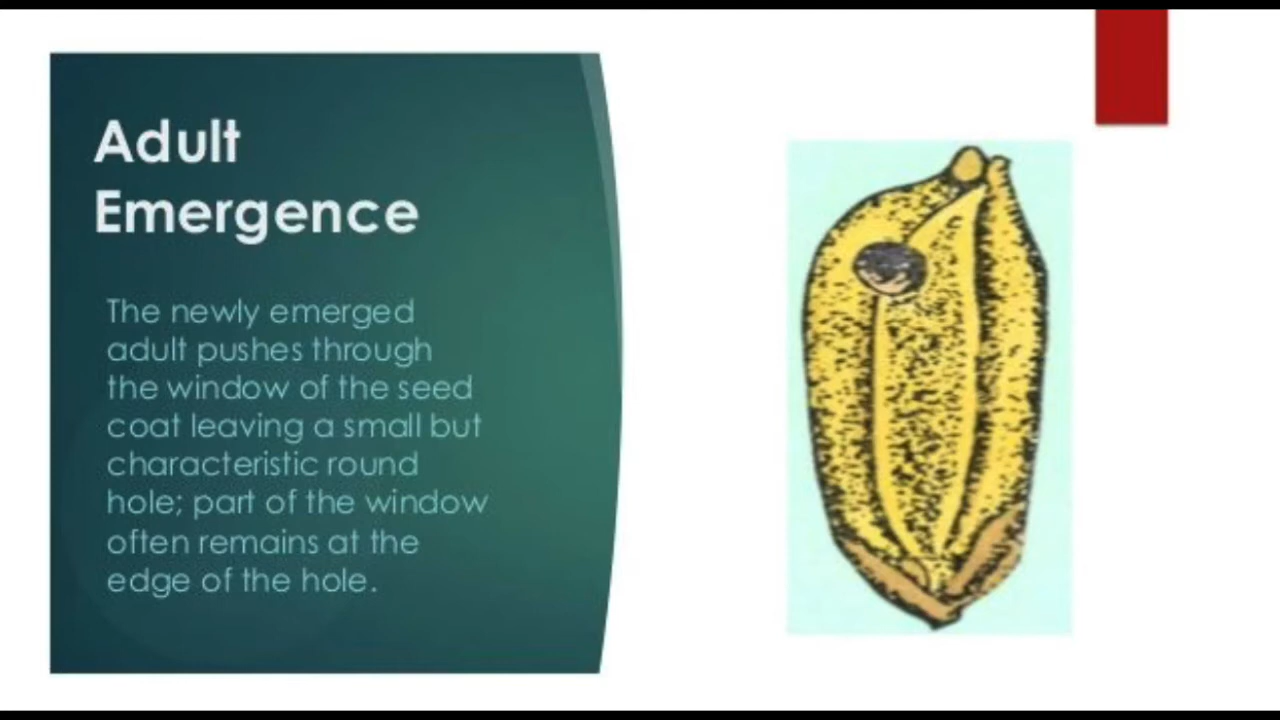 Adult
Emergence
The newly emerged
adult pushes through
the window of the seed
coat leaving a small but
characteristic round
hole; part of the window
often remains at the
edge of the hole.